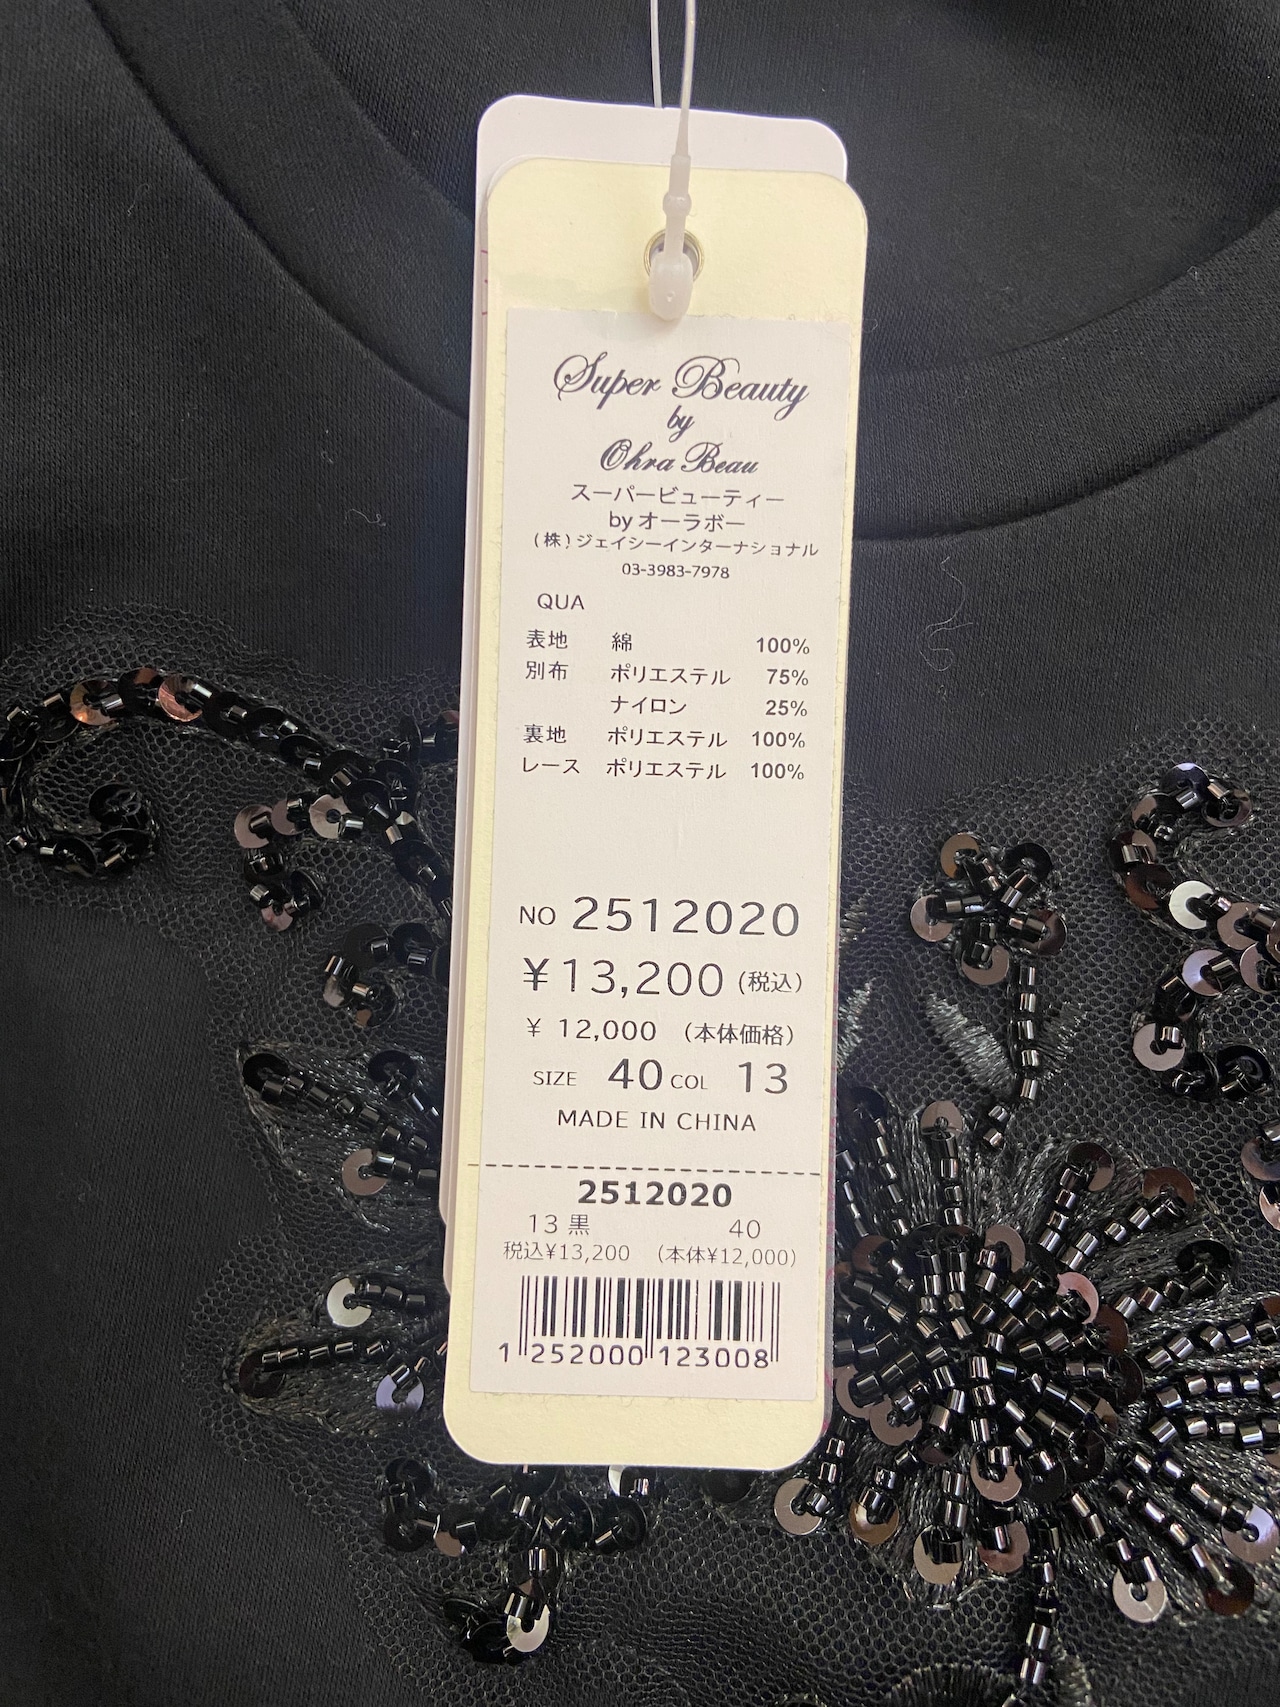 Super Beauty
by
Ohra Beau
スーパービューティー
by オーラボー
(株)ジェイシーインターナショナル
03-3983-7978
QUA
表地 綿 100%
別布 ポリエステル 75%
ナイロン 25%
裏地 ポリエステル 100%
レース ポリエステル 100%
NO 2512020
¥13,200 (税込)
¥ 12,000 (本体価格)
SIZE 40 COL 13
MADE IN CHINA
2512020
13 黒 40
税込¥13,200 (本体¥12,000)
1 252000 123008